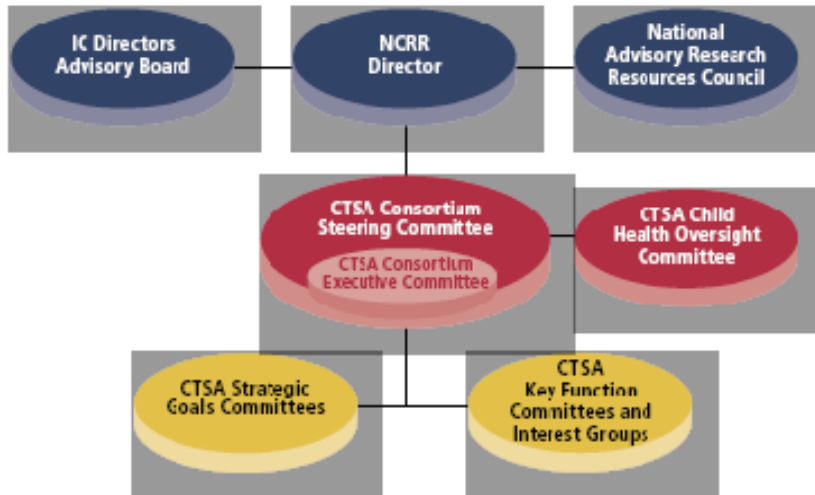 IC Directors
Advisory Board
NCRR
Director
National
Advisory Research
Resources Council
CTSA Consortium
Steering Committee
CTSA Consortium
Executive Committee
CTSA Child
Health Oversight
Committee
CTSA Strategic
Goals Committees
CTSA
Key Function
Committees and
Interest Groups